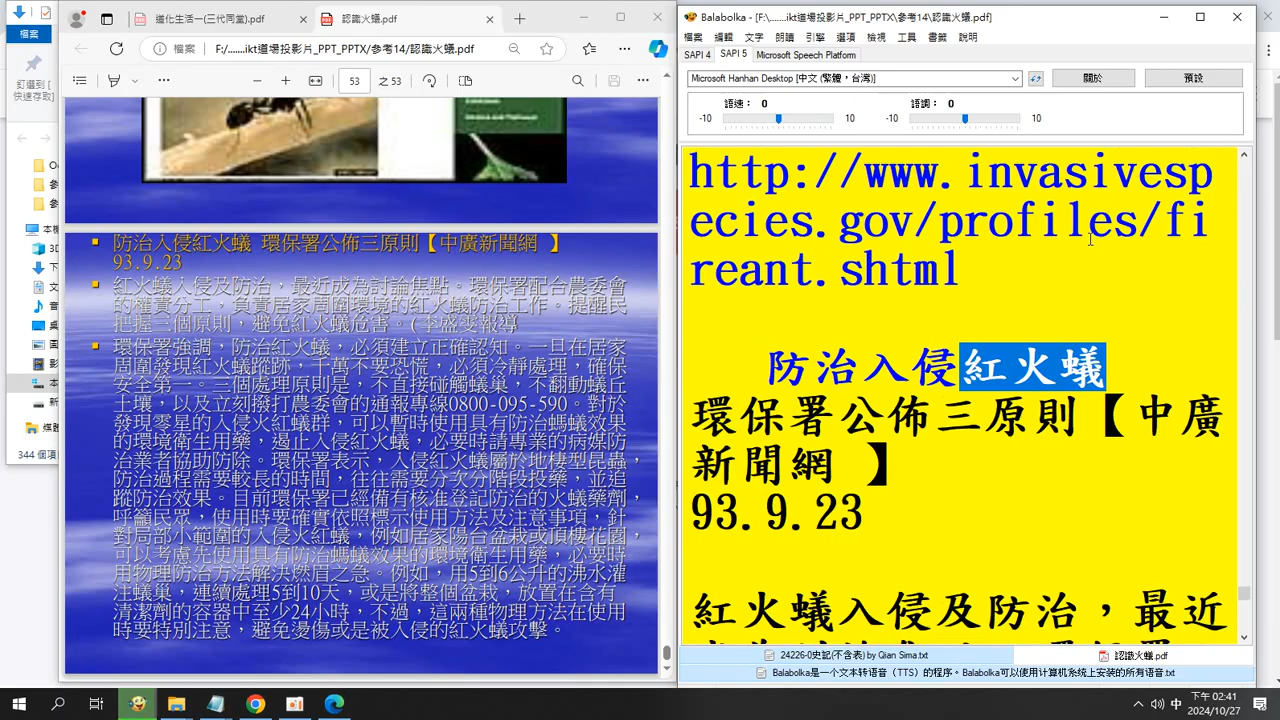 道化生活一(三代同堂).pdf
認識火蟻.pdf
檔案
F:/......ikt道場投影片_PPT_PPTX/參考14/認識火蟻.pdf
53 之 53
檔案
釘選到 [
快速存取]
344 個項
防治入侵紅火蟻 環保署公佈三原則【中廣新聞網 】
93.9.23
紅火蟻入侵及防治，最近成為討論焦點。環保署配合農委會
的權責分工，負責居家周圍環境的紅火蟻防治工作。提醒民
把握三個原則，避免紅火蟻危害。(李盛雯報導
環保署強調，防治紅火蟻，必須建立正確認知。一旦在居家
周圍發現紅火蟻蹤跡，千萬不要恐慌，必須冷靜處理，確保
安全第一。三個處理原則是，不直接碰觸蟻巢，不翻動蟻丘
土壤，以及立刻撥打農委會的通報專線0800-095-590。對於
發現零星的入侵火紅蟻群，可以暫時使用具有防治螞蟻效果
的環境衛生用藥，遏止入侵紅火蟻，必要時請專業的病媒防
治業者協助防除。環保署表示，入侵紅火蟻屬於地棲型昆蟲，
防治過程需要較長的時間，往往需要分次分階段投藥，並追
蹤防治效果。目前環保署已經備有核准登記防治的火蟻藥劑，
呼籲民眾，使用時要確實依照標示使用方法及注意事項，針
對局部小範圍的入侵火紅蟻，例如居家陽台盆栽或頂樓花園，
可以考慮先使用具有防治螞蟻效果的環境衛生用藥，必要時
用物理防治方法解決燃眉之急。例如，用5到6公升的沸水灌
注蟻巢，連續處理5到10天，或是將整個盆栽，放置在含有
清潔劑的容器中至少24小時，不過，這兩種物理方法在使用
時要特別注意，避免燙傷或是被入侵的紅火蟻攻擊。
Balabolka - [F:\......ikt道場投影片_PPT_PPTX\參考14\認識火蟻.pdf]
檔案 編輯 文字 朗讀 引擎 選項 檢視 工具 書籤 說明
SAPI 4 SAPI 5 Microsoft Speech Platform
Microsoft Hanhan Desktop [中文 (繁體，台灣)]
關於
預設
語速： 0
語調： 0
-10 10 -10 10
http://www.invasivesp
ecies.gov/profiles/fi
reant.shtml
防治入侵紅火蟻
環保署公佈三原則【中廣
新聞網 】
93.9.23
紅火蟻入侵及防治，最近
24226-0史記(不含表) by Qian Sima.txt
認識火蟻.pdf
Balabolka是一个文本转语音（TTS）的程序。Balabolka可以使用计算机系统上安装的所有语音.txt
中
下午 02:41
2024/10/27